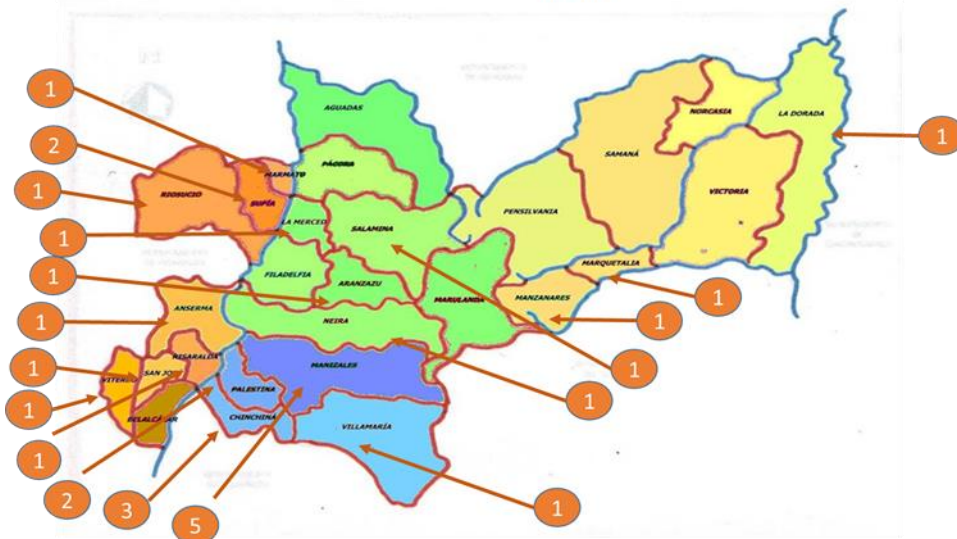 AGUADAS
NORCASIA
LA DORADA
1
1
2
PÁCORA
SAMANÁ
MARMATO
VICTORIA
1
RIOSUCIO
SUPÍA
PENSILVANIA
LA MERCED
SALAMINA
1
MARQUETALIA
FILADELFIA
ARANZAZU
1
MARULANDA
MANZANARES
1
ANSERMA
NEIRA
1
1
RISARALDA
MANIZALES
1
1
SAN JO
VITERBO
PALESTINA
1
1
BELALCÁZAR
CHINCHINÁ
VILLAMARÍA
1
2
3
5
1